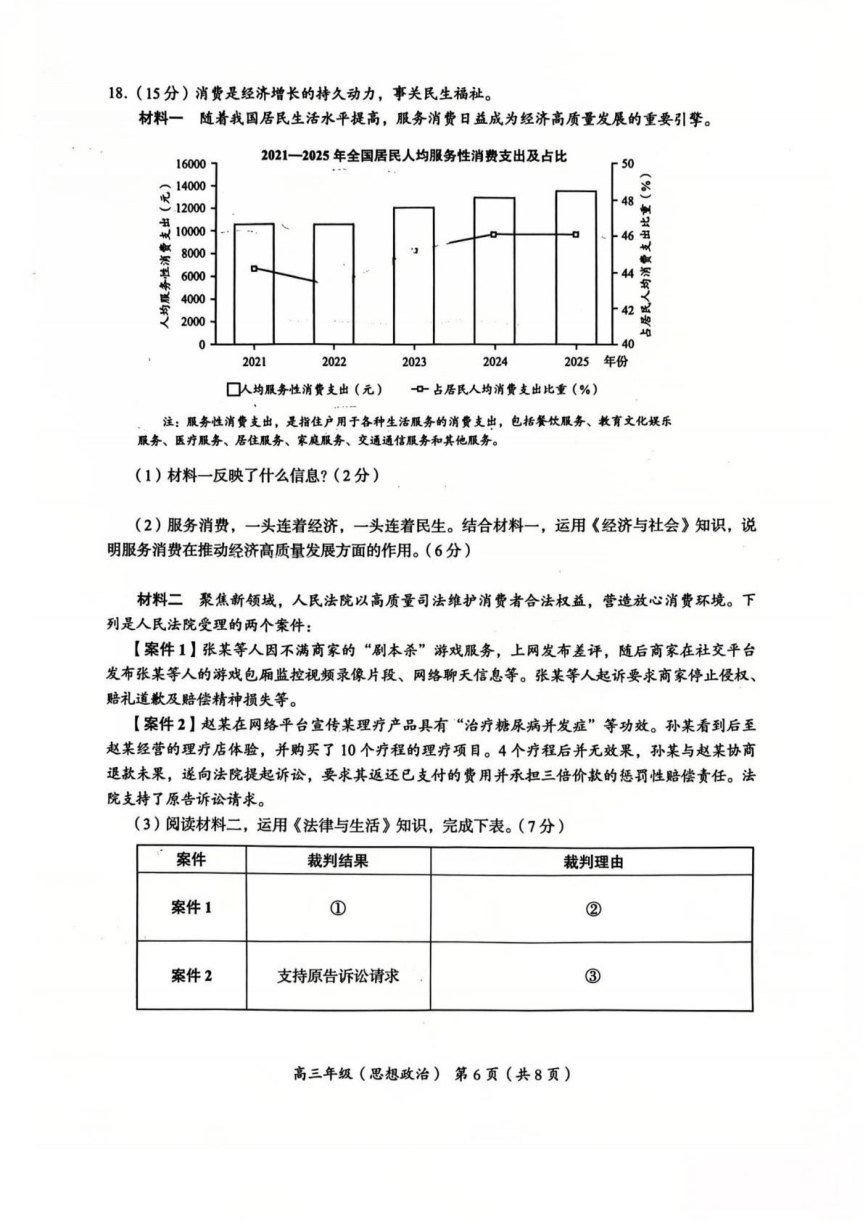 18.（15分）消费是经济增长的持久动力，事关民生福祉。
材料一 随着我国居民生活水平提高，服务消费日益成为经济高质量发展的重要引擎。
2021—2025年全国居民人均服务性消费支出及占比
人均服务性消费支出（元）
16000
14000
12000
10000
8000
6000
4000
2000
0
占居民人均消费支出比重（%）
50
48
46
44
42
40
2021 2022 2023 2024 2025 年份
人均服务性消费支出（元） 占居民人均消费支出比重（%）
注：服务性消费支出，是指住户用于各种生活服务的消费支出，包括餐饮服务、教育文化娱乐
服务、医疗服务、居住服务、家庭服务、交通通信服务和其他服务。
（1）材料一反映了什么信息？（2分）
（2）服务消费，一头连着经济，一头连着民生。结合材料一，运用《经济与社会》知识，说
明服务消费在推动经济高质量发展方面的作用。（6分）
材料二 聚焦新领域，人民法院以高质量司法维护消费者合法权益，营造放心消费环境。下
列是人民法院受理的两个案件：
【案件1】张某等人因不满商家的“剧本杀”游戏服务，上网发布差评，随后商家在社交平台
发布张某等人的游戏包厢监控视频录像片段、网络聊天信息等。张某等人起诉要求商家停止侵权、
赔礼道歉及赔偿精神损失等。
【案件2】赵某在网络平台宣传某理疗产品具有“治疗糖尿病并发症”等功效。孙某看到后至
赵某经营的理疗店体验，并购买了10个疗程的理疗项目。4个疗程后并无效果，孙某与赵某协商
退款未果，遂向法院提起诉讼，要求其返还已支付的费用并承担三倍价款的惩罚性赔偿责任。法
院支持了原告诉讼请求。
（3）阅读材料二，运用《法律与生活》知识，完成下表。（7分）
案件 裁判结果 裁判理由
案件1 ① ②
案件2 支持原告诉讼请求 ③
高三年级（思想政治） 第6页（共8页）